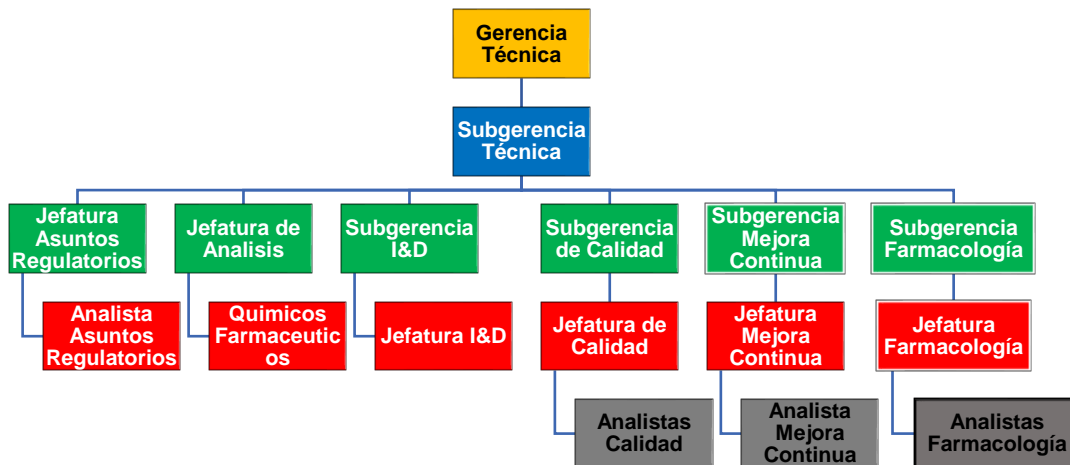 Gerencia
Técnica
Subgerencia
Técnica
Jefatura
Asuntos
Regulatorios
Jefatura de
Analisis
Subgerencia
I&D
Subgerencia
de Calidad
Subgerencia
Mejora
Continua
Subgerencia
Farmacología
Analista
Asuntos
Regulatorios
Quimicos
Farmaceutic
os
Jefatura I&D
Jefatura de
Calidad
Jefatura
Mejora
Continua
Jefatura
Farmacología
Analistas
Calidad
Analista
Mejora
Continua
Analistas
Farmacología